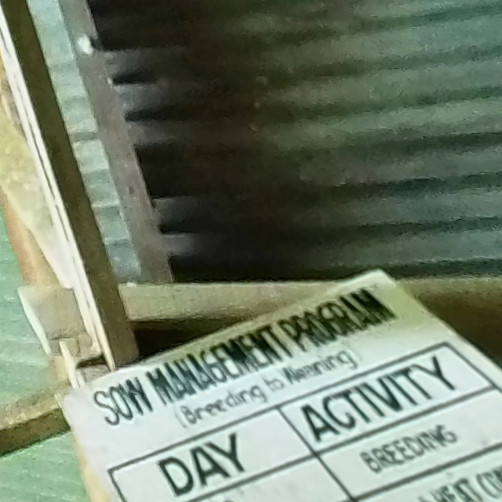 SOW MANAGEMENT PROGRAM
(Breeding to Weaning)
DAY ACTIVITY
BREEDING